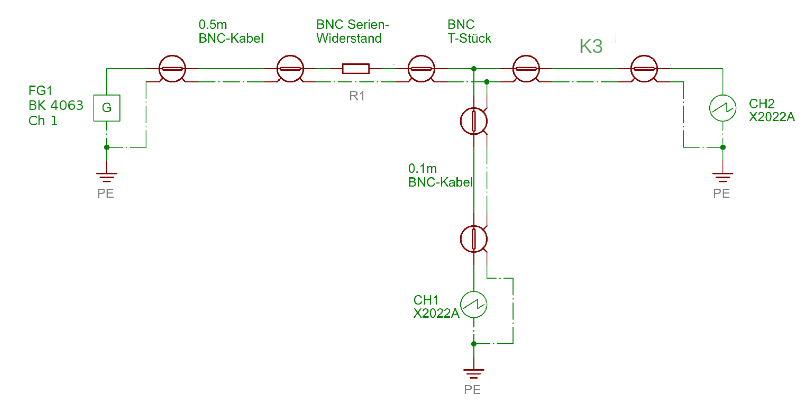 0.5m
BNC-Kabel
BNC Serien-
Widerstand
BNC
T-Stück
K3
R1
FG1
BK 4063
Ch 1
G
PE
CH2
X2022A
PE
0.1m
BNC-Kabel
CH1
X2022A
PE